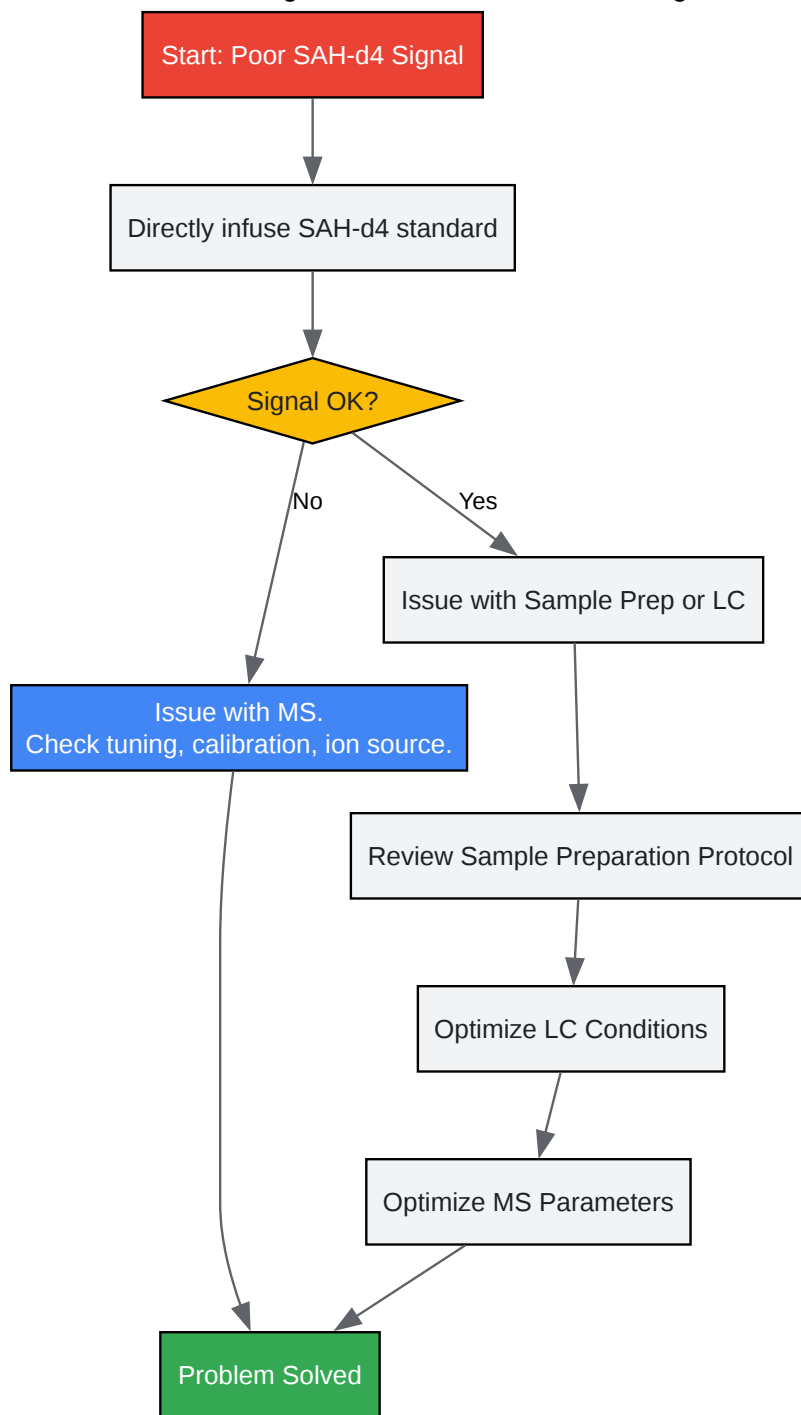 Start: Poor SAH-d4 Signal
Directly infuse SAH-d4 standard
Signal OK?
No
Yes
Issue with Sample Prep or LC
Issue with MS.
Check tuning, calibration, ion source.
Review Sample Preparation Protocol
Optimize LC Conditions
Optimize MS Parameters
Problem Solved